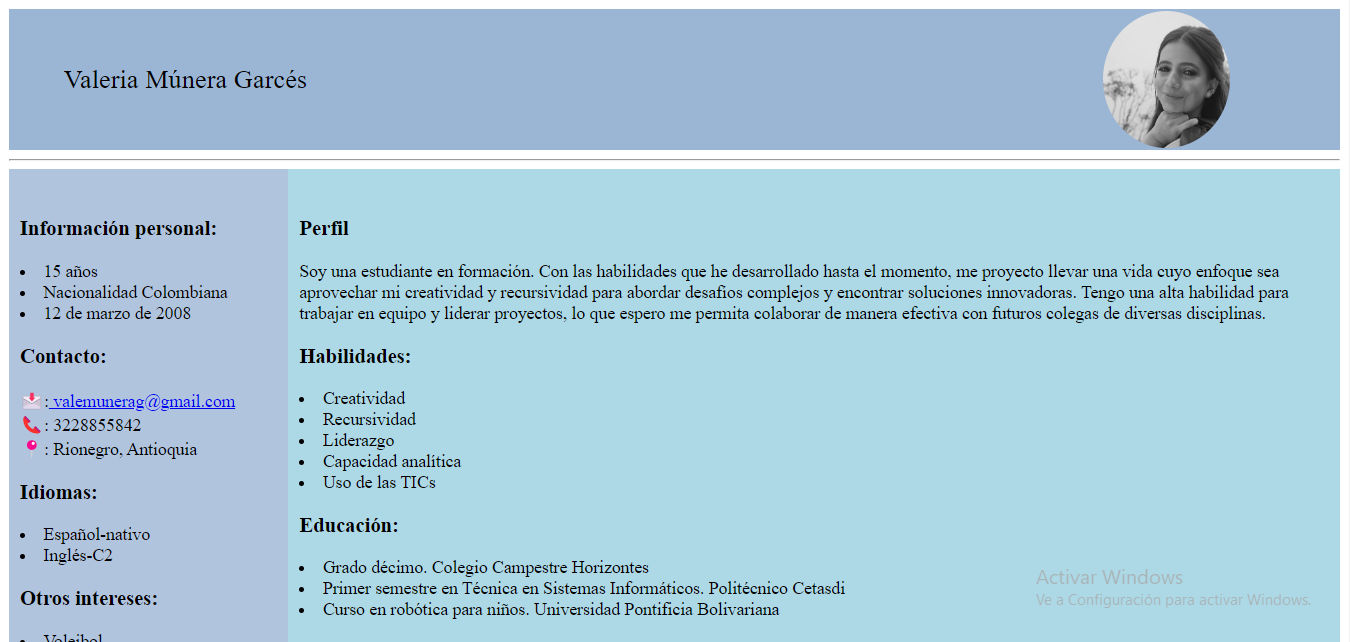 Valeria Múnera Garcés
Información personal:
15 años
Nacionalidad Colombiana
12 de marzo de 2008
Contacto:
: valemunerag@gmail.com
: 3228855842
: Rionegro, Antioquia
Idiomas:
Español-nativo
Inglés-C2
Otros intereses:
Voleibol
Perfil
Soy una estudiante en formación. Con las habilidades que he desarrollado hasta el momento, me proyecto llevar una vida cuyo enfoque sea
aprovechar mi creatividad y recursividad para abordar desafíos complejos y encontrar soluciones innovadoras. Tengo una alta habilidad para
trabajar en equipo y liderar proyectos, lo que espero me permita colaborar de manera efectiva con futuros colegas de diversas disciplinas.
Habilidades:
Creatividad
Recursividad
Liderazgo
Capacidad analítica
Uso de las TICs
Educación:
Grado décimo. Colegio Campestre Horizontes
Primer semestre en Técnica en Sistemas Informáticos. Politécnico Cetasdi
Curso en robótica para niños. Universidad Pontificia Bolivariana
Activar Windows
Ve a Configuración para activar Windows.